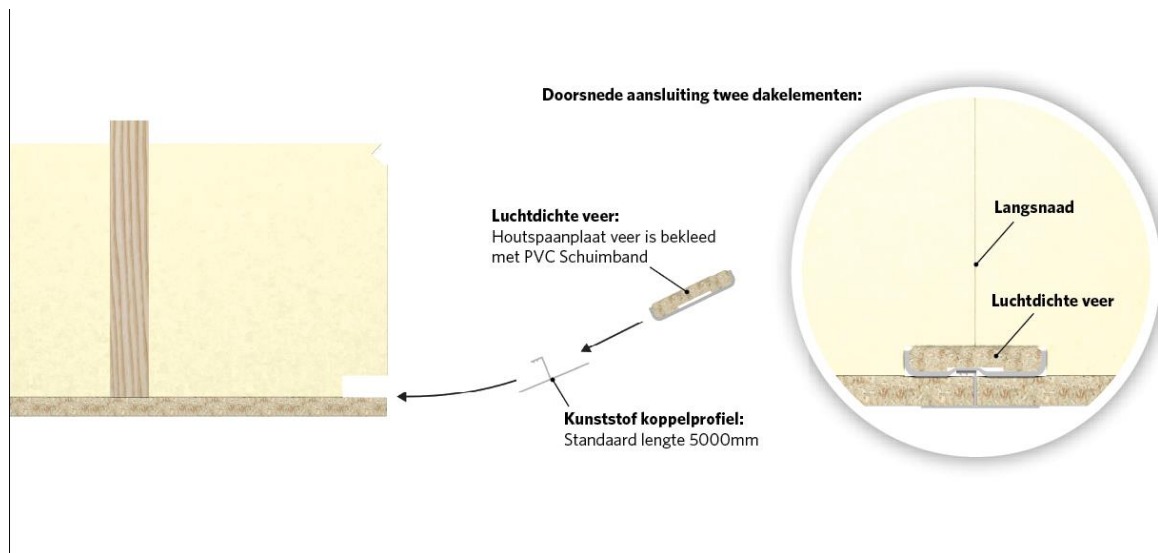 Doorsnede aansluiting twee dakelementen:
Luchtdichte veer:
Houtspaanplaat veer is bekleed
met PVC Schuimband
Langsnaad
Luchtdichte veer
Kunststof koppelprofiel:
Standaard lengte 5000mm